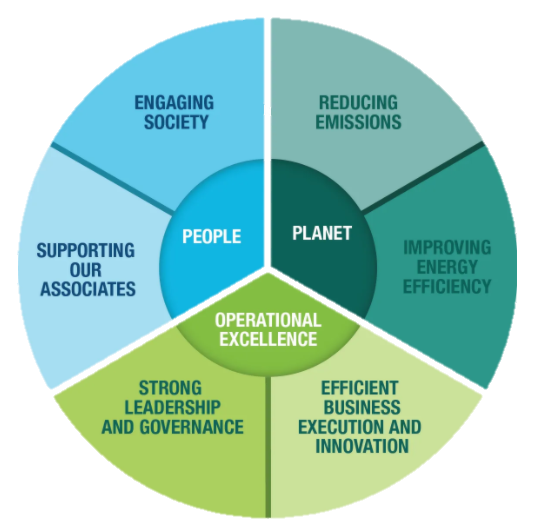 ENGAGING
SOCIETY
REDUCING
EMISSIONS
PEOPLE
PLANET
SUPPORTING
OUR
ASSOCIATES
IMPROVING
ENERGY
EFFICIENCY
OPERATIONAL
EXCELLENCE
STRONG
LEADERSHIP
AND GOVERNANCE
EFFICIENT
BUSINESS
EXECUTION AND
INNOVATION